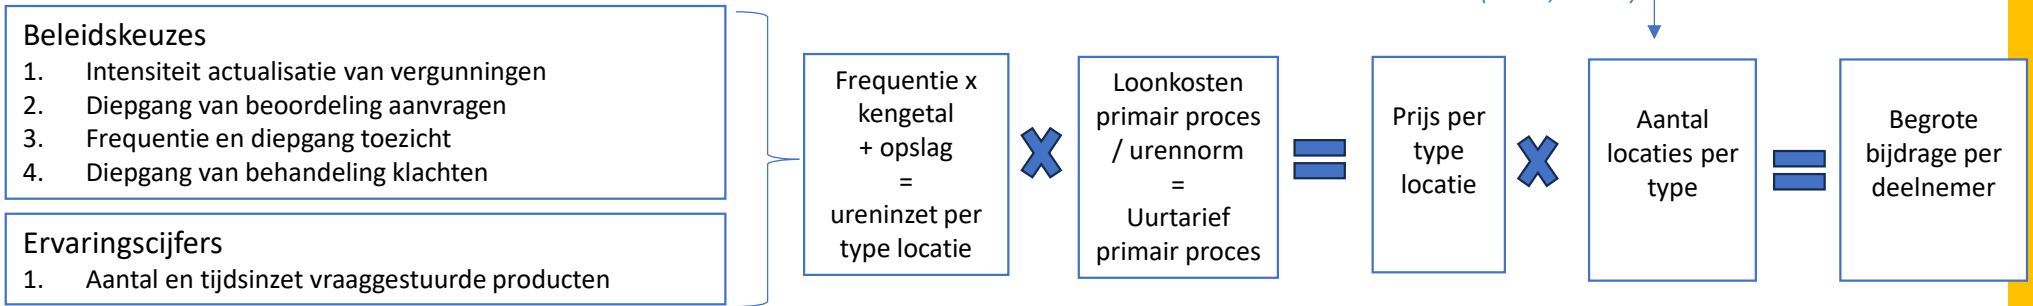 Beleidskeuzes
1. Intensiteit actualisatie van vergunningen
2. Diepgang van beoordeling aanvragen
3. Frequentie en diepgang toezicht
4. Diepgang van behandeling klachten
Ervaringscijfers
1. Aantal en tijdsinzet vraaggestuurde producten
Frequentie x
kengetal
+ opslag
=
ureninzet per
type locatie
Loonkosten
primair proces
/ urennorm
=
Uurtarief
primair proces
Prijs per
type
locatie
Aantal
locaties per
type
Begrote
bijdrage per
deelnemer